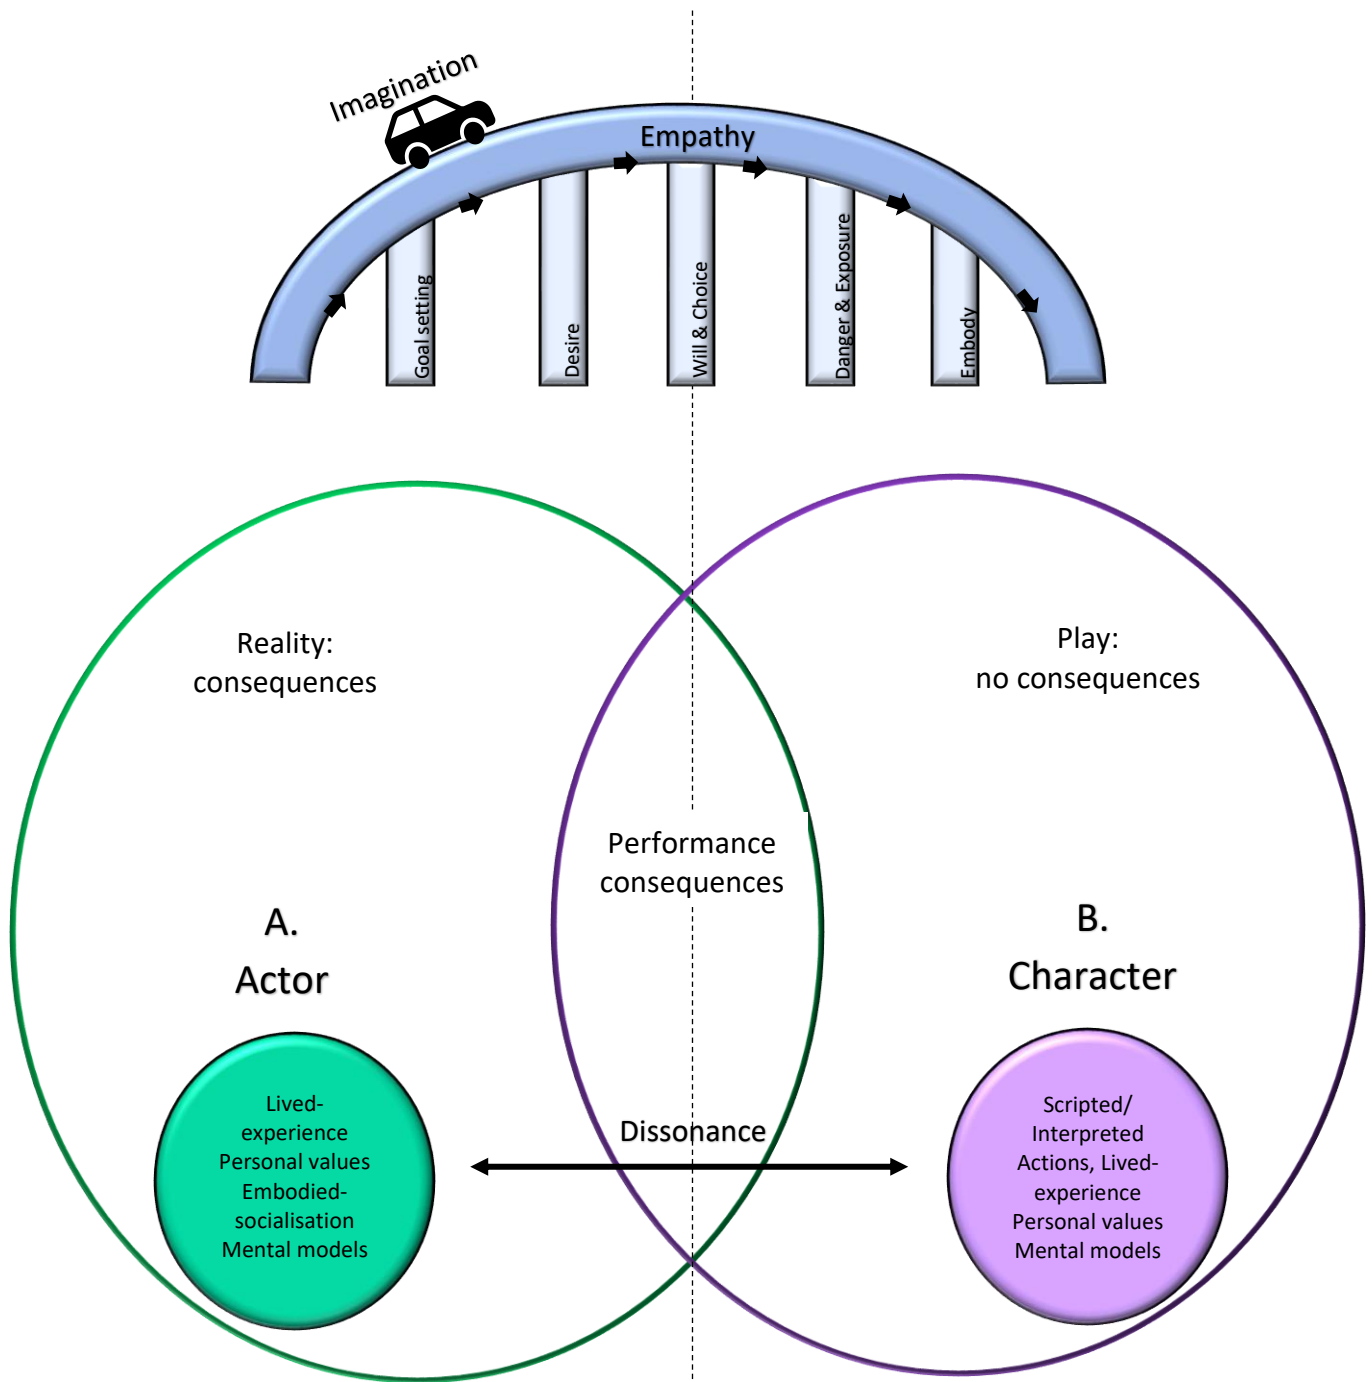 Imagination
Empathy
Goal setting
Desire
Will & Choice
Danger & Exposure
Embody
Reality:
consequences
Play:
no consequences
Performance
consequences
A.
Actor
B.
Character
Lived-
experience
Personal values
Embodied-
socialisation
Mental models
Dissonance
Scripted/
Interpreted
Actions, Lived-
experience
Personal values
Mental models